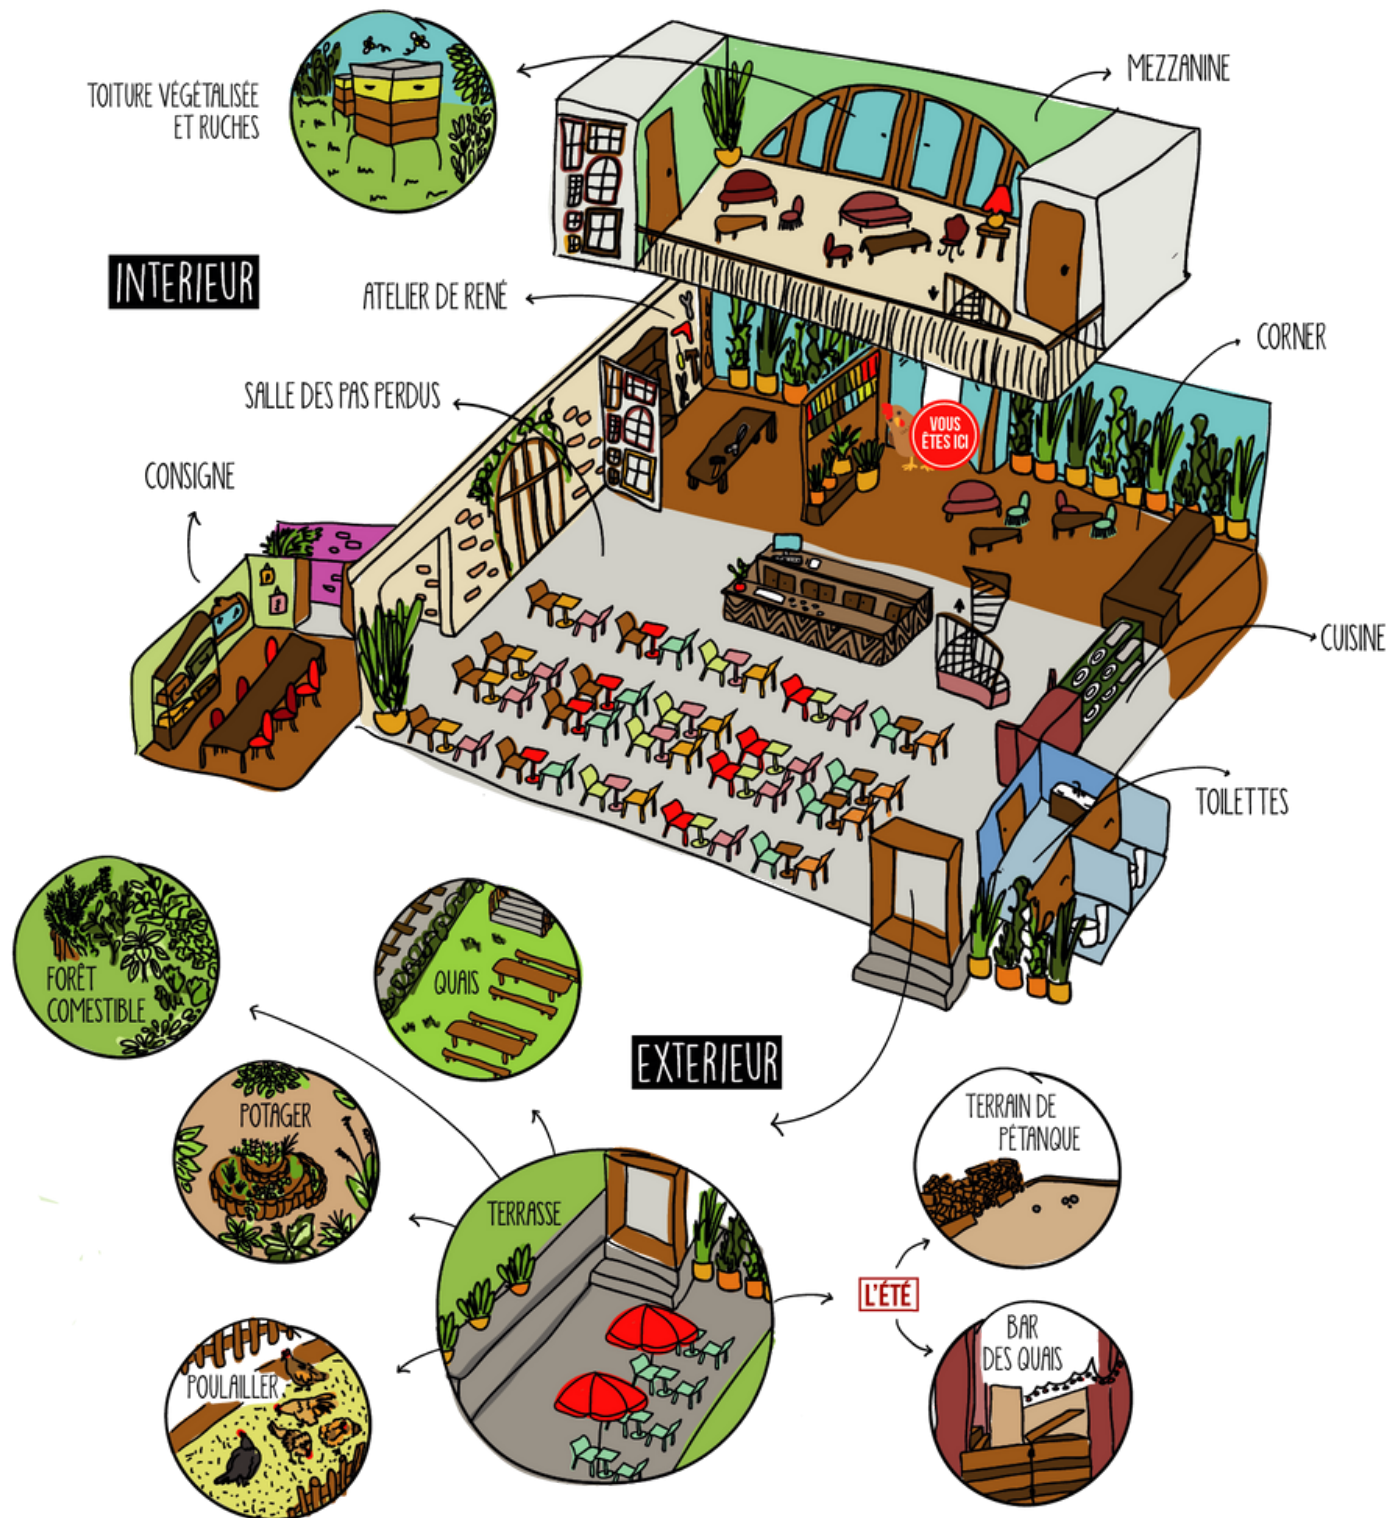 TOITURE VÉGÉTALISÉE
ET RUCHES
MEZZANINE
INTERIEUR
ATELIER DE RENÉ
CORNER
SALLE DES PAS PERDUS
VOUS
ÊTES ICI
CONSIGNE
CUISINE
TOILETTES
FORÊT
COMESTIBLE
QUAIS
EXTERIEUR
POTAGER
TERRAIN DE
PÉTANQUE
TERRASSE
L'ÉTÉ
BAR
DES QUAIS
POULAILLER